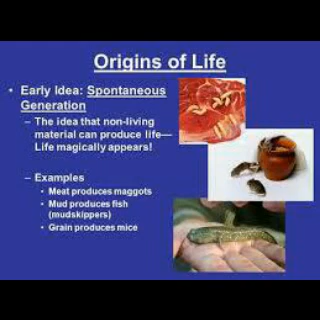 Origins of Life
• Early Idea: Spontaneous
Generation
– The idea that non-living
material can produce life—
Life magically appears!
– Examples
• Meat produces maggots
• Mud produces fish
(mudskippers)
• Grain produces mice